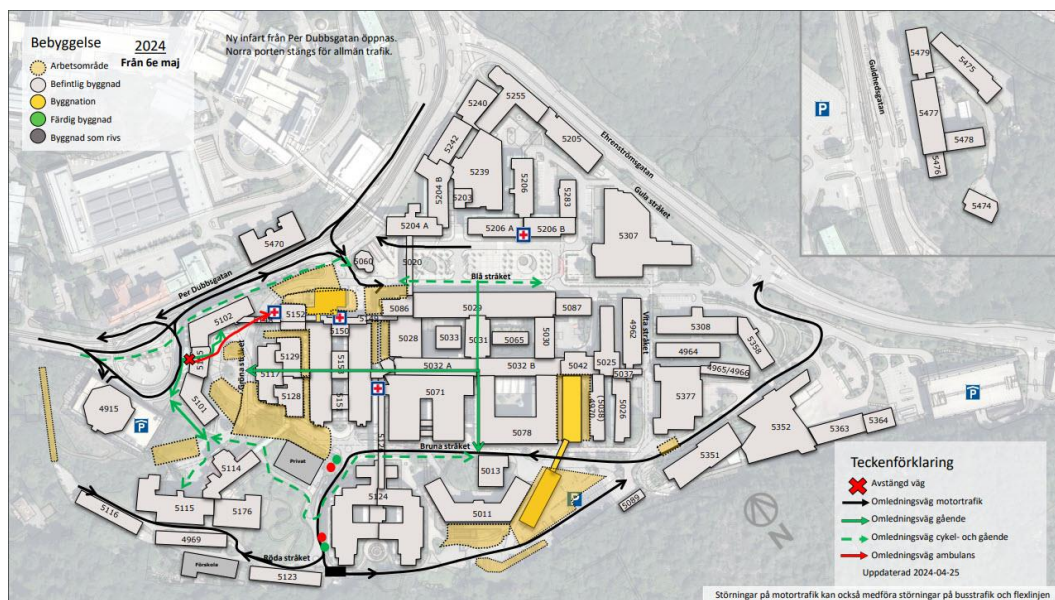 Bebyggelse
2024
Från 6e maj
Arbetsområde
Befintlig byggnad
Byggnation
Färdig byggnad
Byggnad som rivs
Ny infart från Per Dubbsgatan öppnas.
Norra porten stängs för allmän trafik.
5479
5475
5477
5478
5476
5474
Guldhedsgatan
P
5255
5240
5205
5242
5239
5204 B
5203
5206
5283
Ehrenströmsgatan
Gula stråket
5204 A
5206 A
5206 B
5307
5470
5060
5020
Per Dubbsgatan
Blå stråket
5102
5152
5086
5029
5087
5150
5028
5033
5031
5065
5030
4962
Vita stråket
5308
5358
4964
4965/4966
5129
5117
5128
Gröna stråket
5032 A
5032 B
5042
5025
5037
4970
(5038)
5026
5377
5101
4915
P
5071
5078
Bruna stråket
5352
5363
5364
P
5351
5114
Privat
5013
5124
5011
P
5089
5115
5176
5116
4969
Förskola
Röda stråket
5123
N
Teckenförklaring
Avstängd väg
Omledningsväg motortrafik
Omledningsväg gående
Omledningsväg cykel- och gående
Omledningsväg ambulans
Uppdaterad 2024-04-25
Störningar på motortrafik kan också medföra störningar på busstrafik och flexlinjen